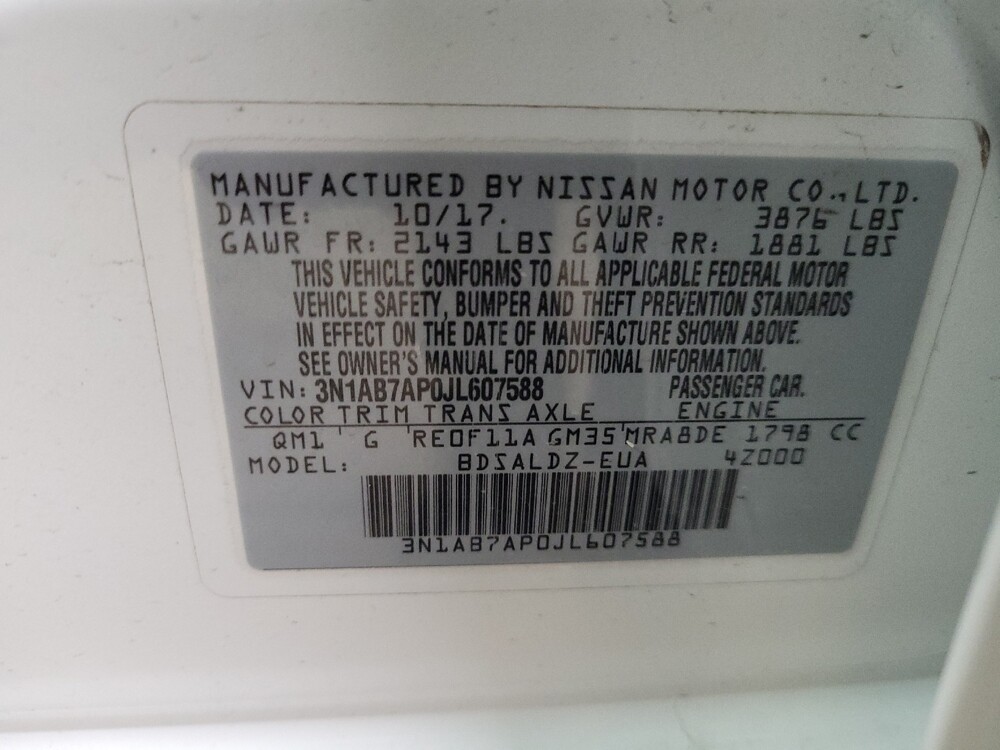 MANUFACTURED BY NISSAN MOTOR CO., LTD.
DATE: 10/17. GVWR: 3876 LBS
GAWR FR: 2143 LBS GAWR RR: 1881 LBS
THIS VEHICLE CONFORMS TO ALL APPLICABLE FEDERAL MOTOR
VEHICLE SAFETY, BUMPER AND THEFT PREVENTION STANDARDS
IN EFFECT ON THE DATE OF MANUFACTURE SHOWN ABOVE.
SEE OWNER'S MANUAL FOR ADDITIONAL INFORMATION.
VIN: 3N1AB7AP0JL607588 PASSENGER CAR.
COLOR TRIM TRANS AXLE ENGINE
QM1 G RE0F11A GM35 MRA8DE 1798 CC
MODEL: BDSALDZ-EUA 4Z000
3N1AB7AP0JL607588